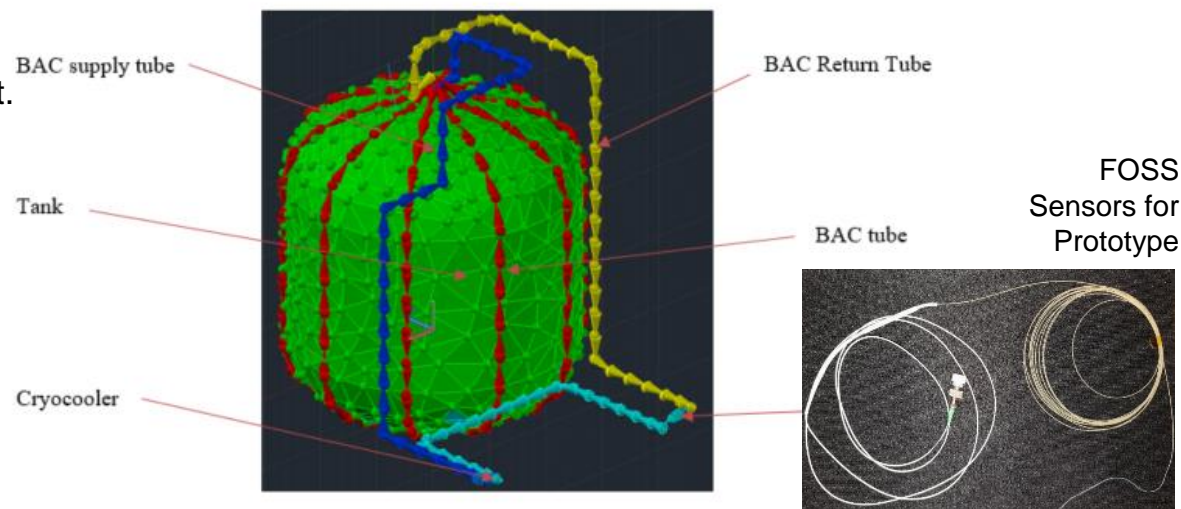 BAC supply tube
t.
Tank
Cryocooler
BAC Return Tube
BAC tube
FOSS
Sensors for
Prototype